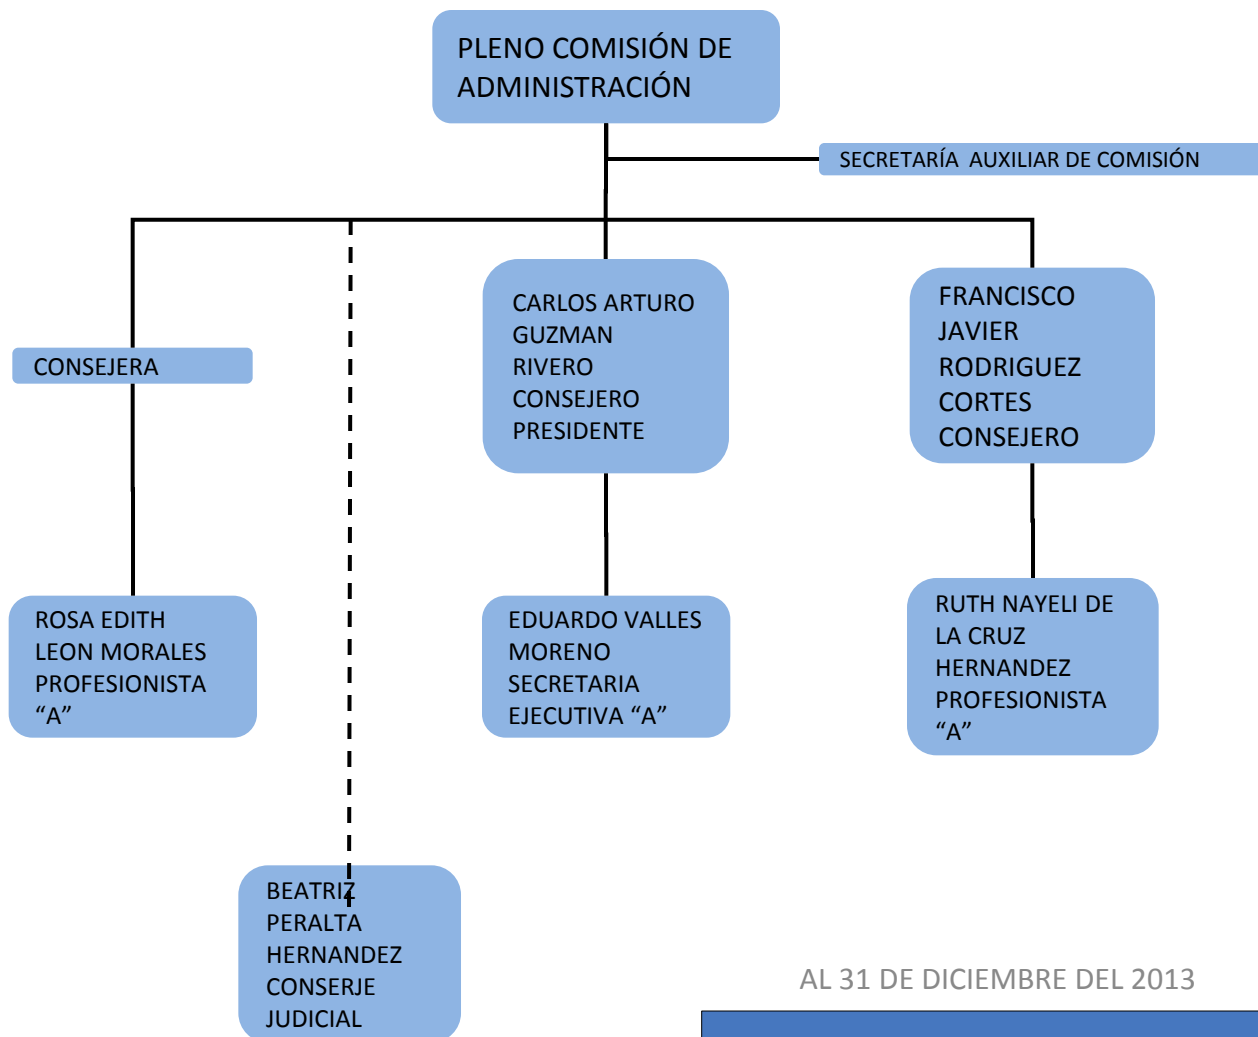 PLENO COMISIÓN DE
ADMINISTRACIÓN
SECRETARÍA AUXILIAR DE COMISIÓN
CONSEJERA
CARLOS ARTURO
GUZMAN
RIVERO
CONSEJERO
PRESIDENTE
FRANCISCO
JAVIER
RODRIGUEZ
CORTES
CONSEJERO
ROSA EDITH
LEON MORALES
PROFESIONISTA
“A”
EDUARDO VALLES
MORENO
SECRETARIA
EJECUTIVA “A”
RUTH NAYELI DE
LA CRUZ
HERNANDEZ
PROFESIONISTA
“A”
BEATRIZ
PERALTA
HERNANDEZ
CONSERJE
JUDICIAL
AL 31 DE DICIEMBRE DEL 2013